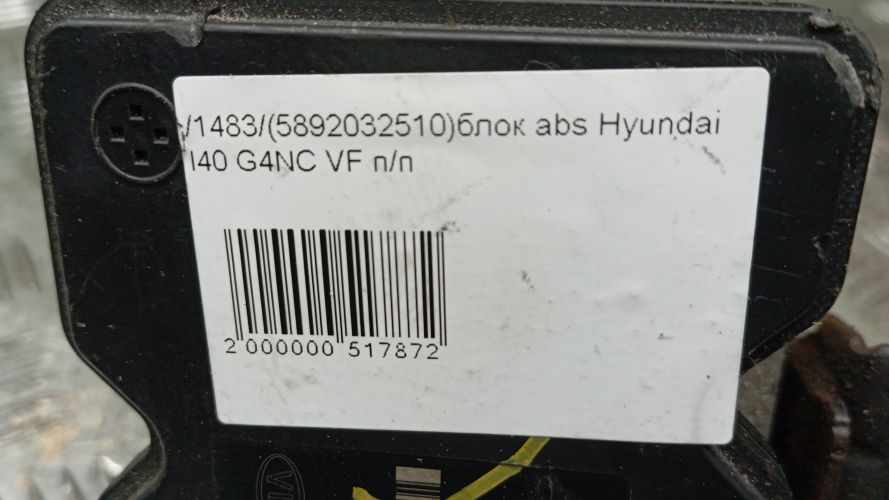 /1483/(5892032510)блок abs Hyundai
I40 G4NC VF п/п
2 000000 517872